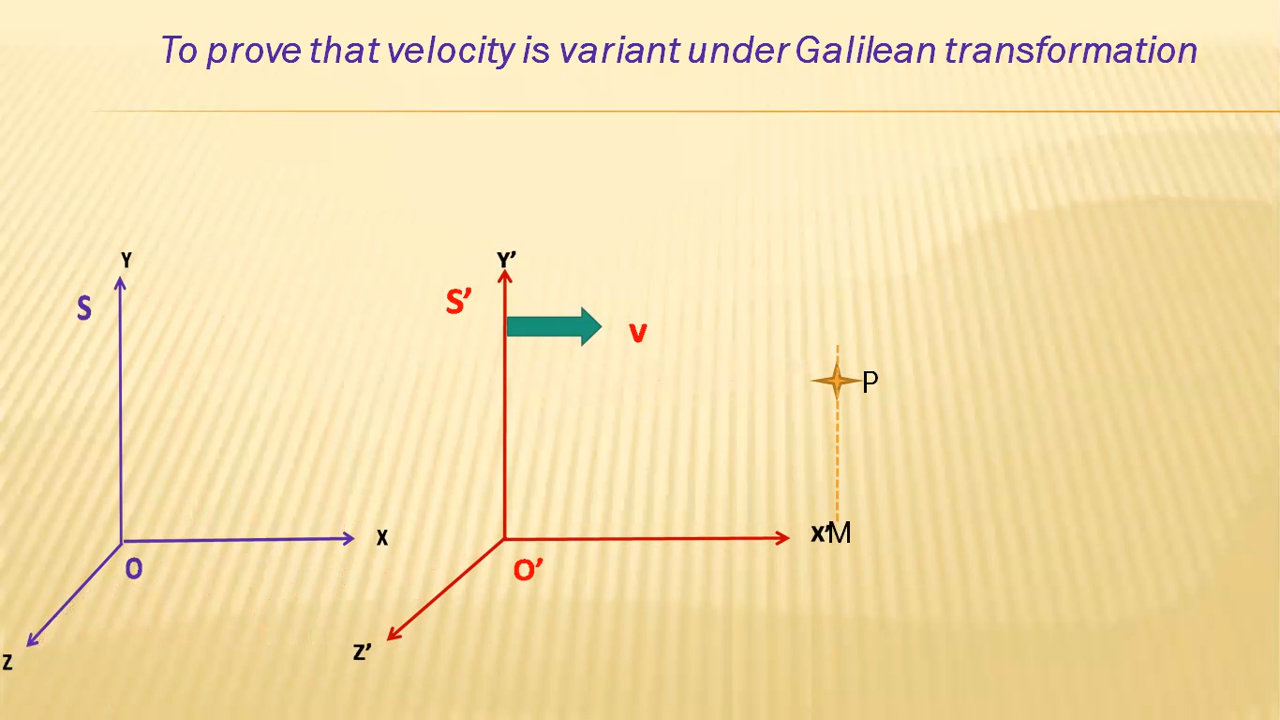 To prove that velocity is variant under Galilean transformation
Y
Y’
S
S’
v
P
X
X’
M
O
O’
Z’
Z